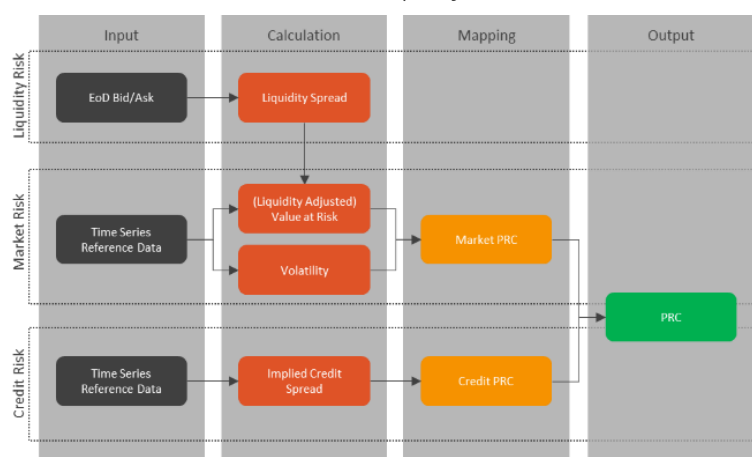 Input
Calculation
Mapping
Output
Liquidity Risk
EoD Bid/Ask
Liquidity Spread
Market Risk
Time Series
Reference Data
(Liquidity Adjusted)
Value at Risk
Volatility
Market PRC
PRC
Credit Risk
Time Series
Reference Data
Implied Credit
Spread
Credit PRC